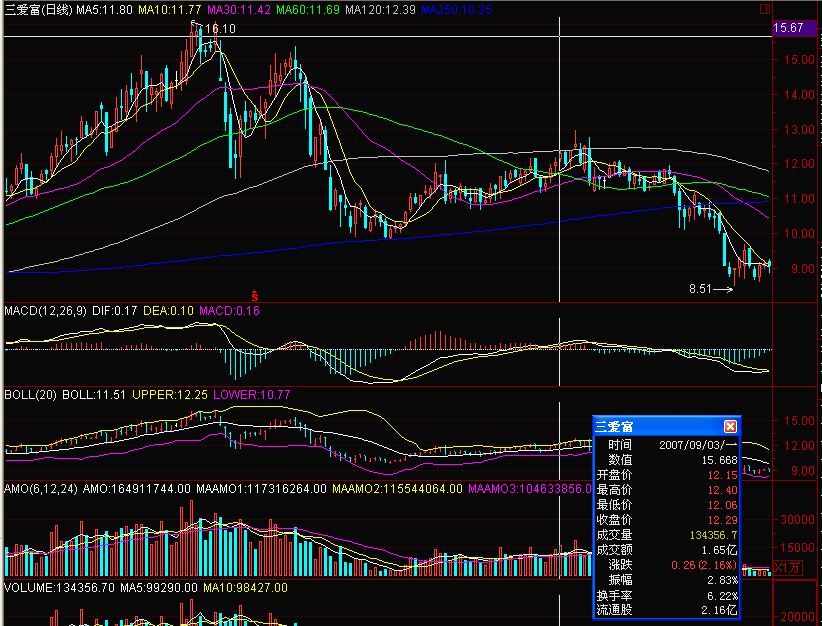 三爱富(日线) MA5:11.80 MA10:11.77 MA30:11.42 MA60:11.69 MA120:12.39 MA250:10.35
16.10
15.67
15.00
14.00
13.00
12.00
11.00
10.00
9.00
8.51
MACD(12,26,9) DIF:0.17 DEA:0.10 MACD:0.16
BOLL(20) BOLL:11.51 UPPER:12.25 LOWER:10.77
15.00
12.00
9.00
AMO(6,12,24) AMO:164911744.00 MAAMO1:117316264.00 MAAMO2:115544064.00 MAAMO3:104633856.0
30000
15000
X1万
VOLUME:134356.70 MA5:99290.00 MA10:98427.00
20000
三爱富
时间 2007/09/03/一
数值 15.668
开盘价 12.15
最高价 12.40
最低价 12.06
收盘价 12.29
成交量 134356.7
成交额 1.65亿
涨跌 0.26(2.16%)
振幅 2.83%
换手率 6.22%
流通股 2.16亿